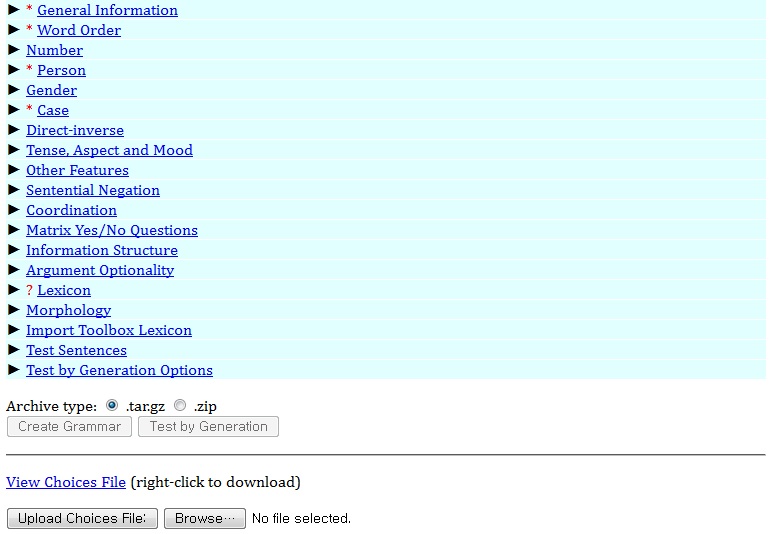 ▶ * General Information
▶ * Word Order
▶ Number
▶ * Person
▶ Gender
▶ * Case
▶ Direct-inverse
▶ Tense, Aspect and Mood
▶ Other Features
▶ Sentential Negation
▶ Coordination
▶ Matrix Yes/No Questions
▶ Information Structure
▶ Argument Optionality
▶ ? Lexicon
▶ Morphology
▶ Import Toolbox Lexicon
▶ Test Sentences
▶ Test by Generation Options
Archive type: .tar.gz .zip
Create Grammar Test by Generation
View Choices File (right-click to download)
Upload Choices File: Browse… No file selected.